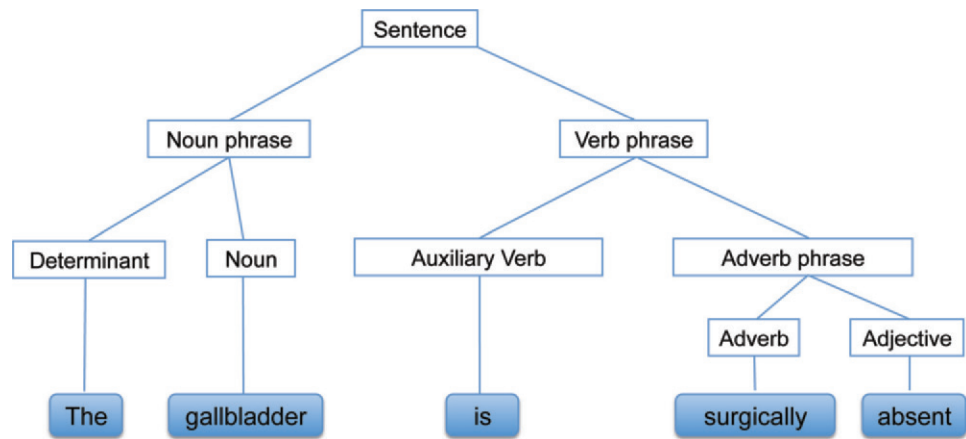 Sentence
Noun phrase
Verb phrase
Determinant
Noun
Auxiliary Verb
Adverb phrase
Adverb
Adjective
The
gallbladder
is
surgically
absent